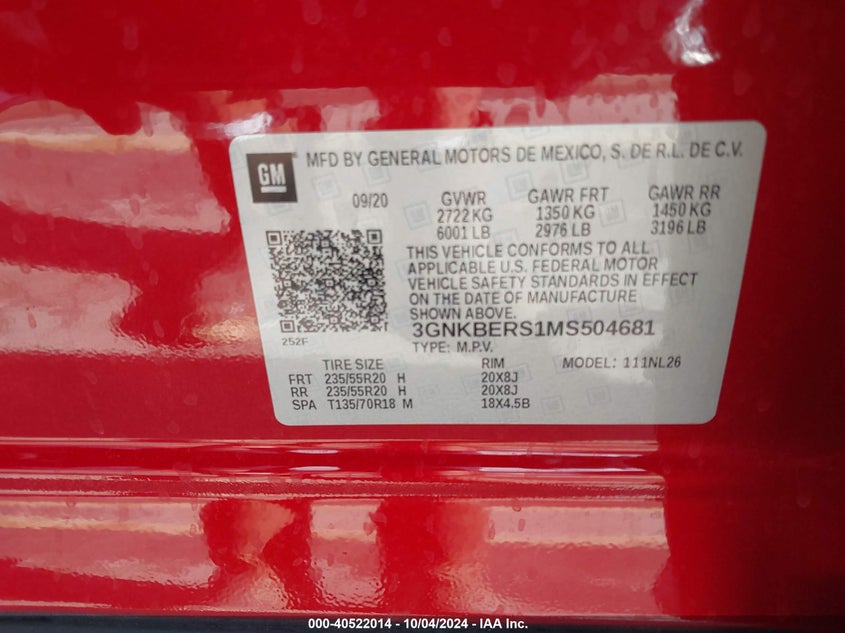 GM MFD BY GENERAL MOTORS DE MEXICO, S. DE R.L. DE C.V.
09/20 GVWR GAWR FRT GAWR RR
2722 KG 1350 KG 1450 KG
6001 LB 2976 LB 3196 LB
THIS VEHICLE CONFORMS TO ALL
APPLICABLE U.S. FEDERAL MOTOR
VEHICLE SAFETY STANDARDS IN EFFECT
ON THE DATE OF MANUFACTURE
SHOWN ABOVE.
3GNKBERS1MS504681
252F TYPE: M.P.V.
TIRE SIZE RIM MODEL: 111NL26
FRT 235/55R20 H 20X8J
RR 235/55R20 H 20X8J
SPA T135/70R18 M 18X4.5B
000-40522014 - 10/04/2024 - IAA Inc.